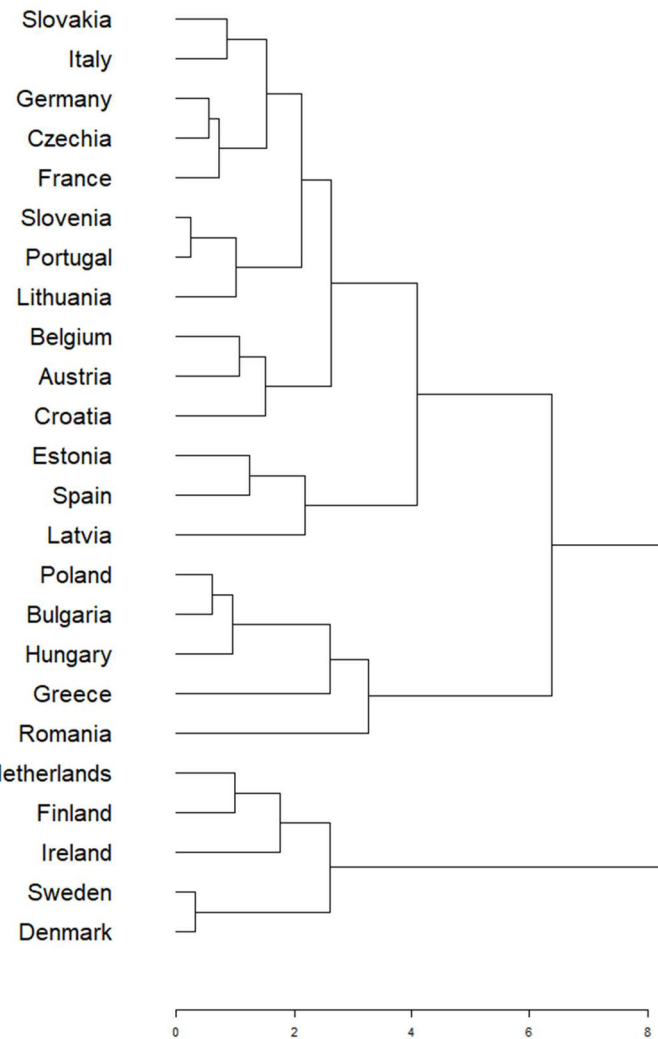 Slovakia
Italy
Germany
Czechia
France
Slovenia
Portugal
Lithuania
Belgium
Austria
Croatia
Estonia
Spain
Latvia
Poland
Bulgaria
Hungary
Greece
Romania
Netherlands
Finland
Ireland
Sweden
Denmark
0 2 4 6 8